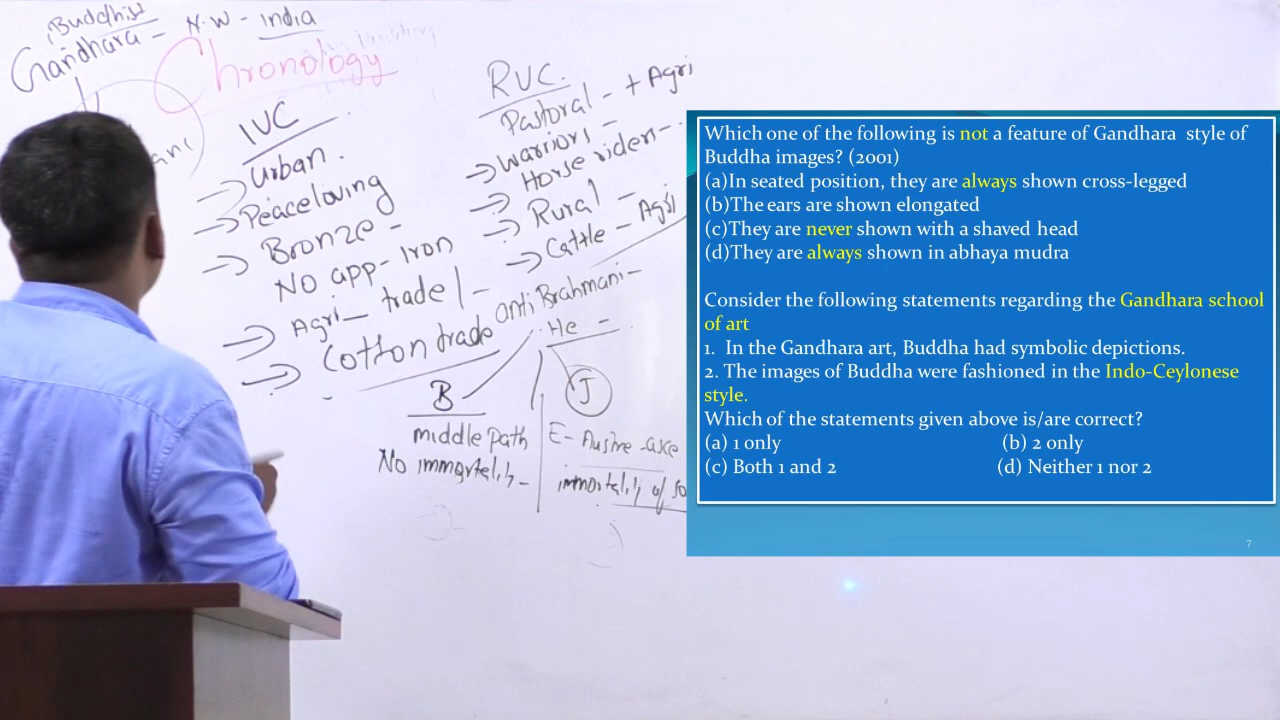 Buddhist
Gandhara - N.W - india
Chronology
IUC
Urban.
→ Peaceloving
→ Bronze -
→ No app - Iron
→ Agri - trade / -
→ Cotton trade
RVC.
Pastoral - + Agri
→ Warriors -
→ Horse riders -
→ Rural -
→ Cattle - Agri
anti Brahmani -
He -
B
middle path
No immortality -
J
E -
immortality of so
Which one of the following is not a feature of Gandhara style of
Buddha images? (2001)
(a)In seated position, they are always shown cross-legged
(b)The ears are shown elongated
(c)They are never shown with a shaved head
(d)They are always shown in abhaya mudra
Consider the following statements regarding the Gandhara school
of art
1. In the Gandhara art, Buddha had symbolic depictions.
2. The images of Buddha were fashioned in the Indo-Ceylonese
style.
Which of the statements given above is/are correct?
(a) 1 only (b) 2 only
(c) Both 1 and 2 (d) Neither 1 nor 2
7